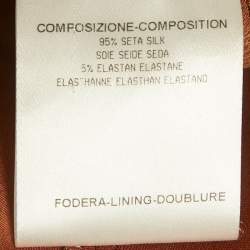 COMPOSIZIONE-COMPOSITION
95% SETA SILK
SOIE SEIDE SEDA
5% ELASTAN ELASTANE
ELASTHANNE ELASTHAN ELASTANO
FODERA-LINING-DOUBLURE